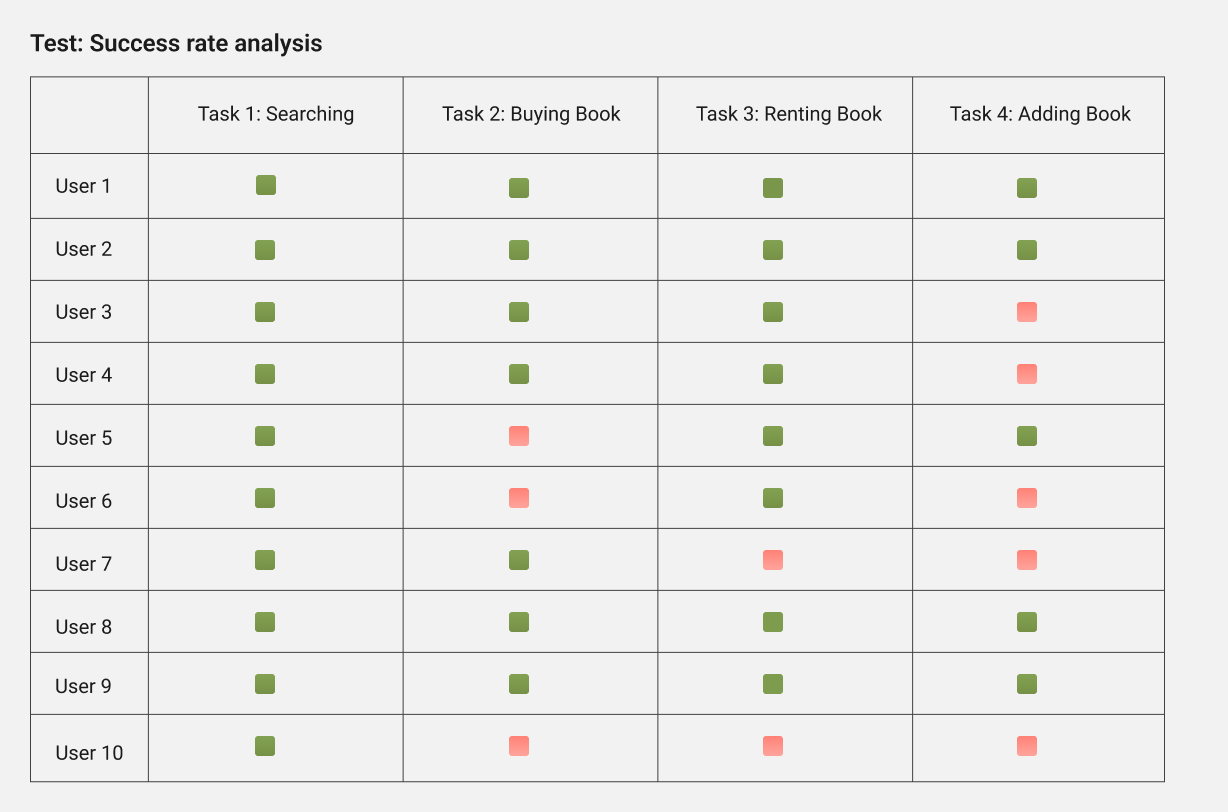 Test: Success rate analysis
Task 1: Searching
Task 2: Buying Book
Task 3: Renting Book
Task 4: Adding Book
User 1
User 2
User 3
User 4
User 5
User 6
User 7
User 8
User 9
User 10